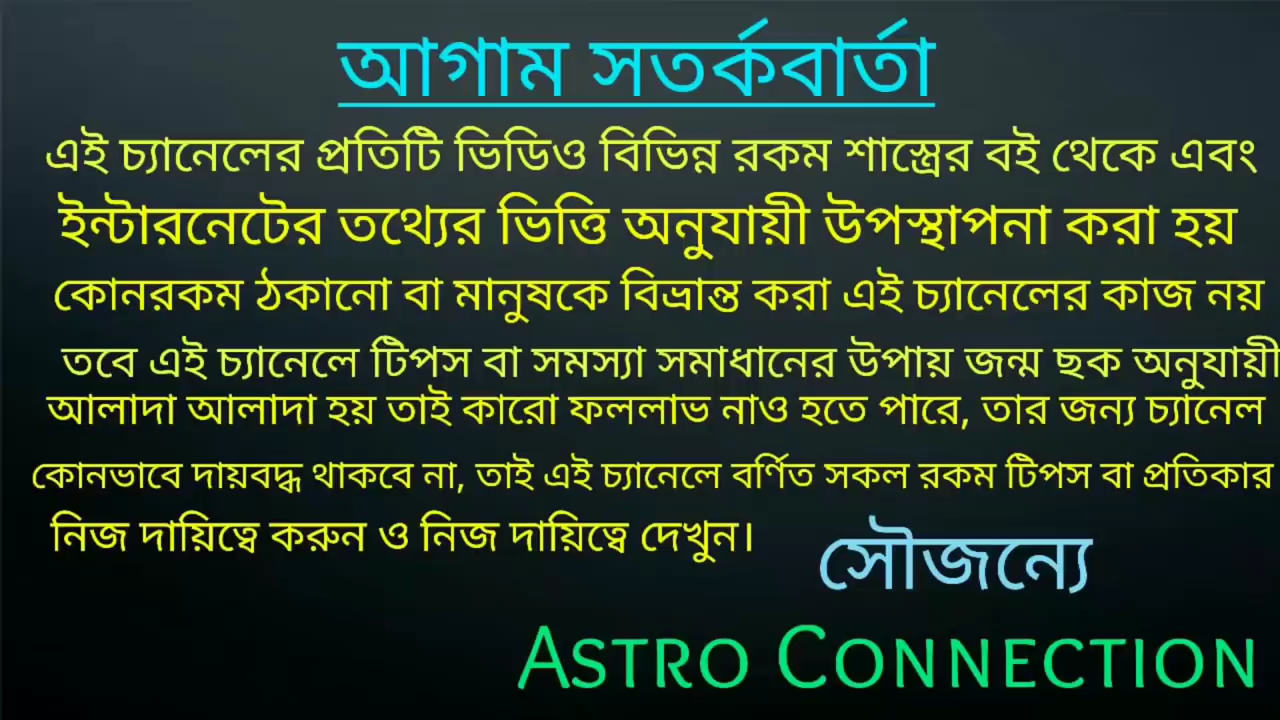 আগাম সতর্কবার্তা
এই চ্যানেলের প্রতিটি ভিডিও বিভিন্ন রকম শাস্ত্রের বই থেকে এবং
ইন্টারনেটের তথ্যের ভিত্তি অনুযায়ী উপস্থাপনা করা হয়
কোনরকম ঠকানো বা মানুষকে বিভ্রান্ত করা এই চ্যানেলের কাজ নয়
তবে এই চ্যানেলে টিপস বা সমস্যা সমাধানের উপায় জন্ম ছক অনুযায়ী
আলাদা আলাদা হয় তাই কারো ফললাভ নাও হতে পারে, তার জন্য চ্যানেল
কোনভাবে দায়বদ্ধ থাকবে না, তাই এই চ্যানেলে বর্ণিত সকল রকম টিপস বা প্রতিকার
নিজ দায়িত্বে করুন ও নিজ দায়িত্বে দেখুন।
সৌজন্যে
ASTRO CONNECTION